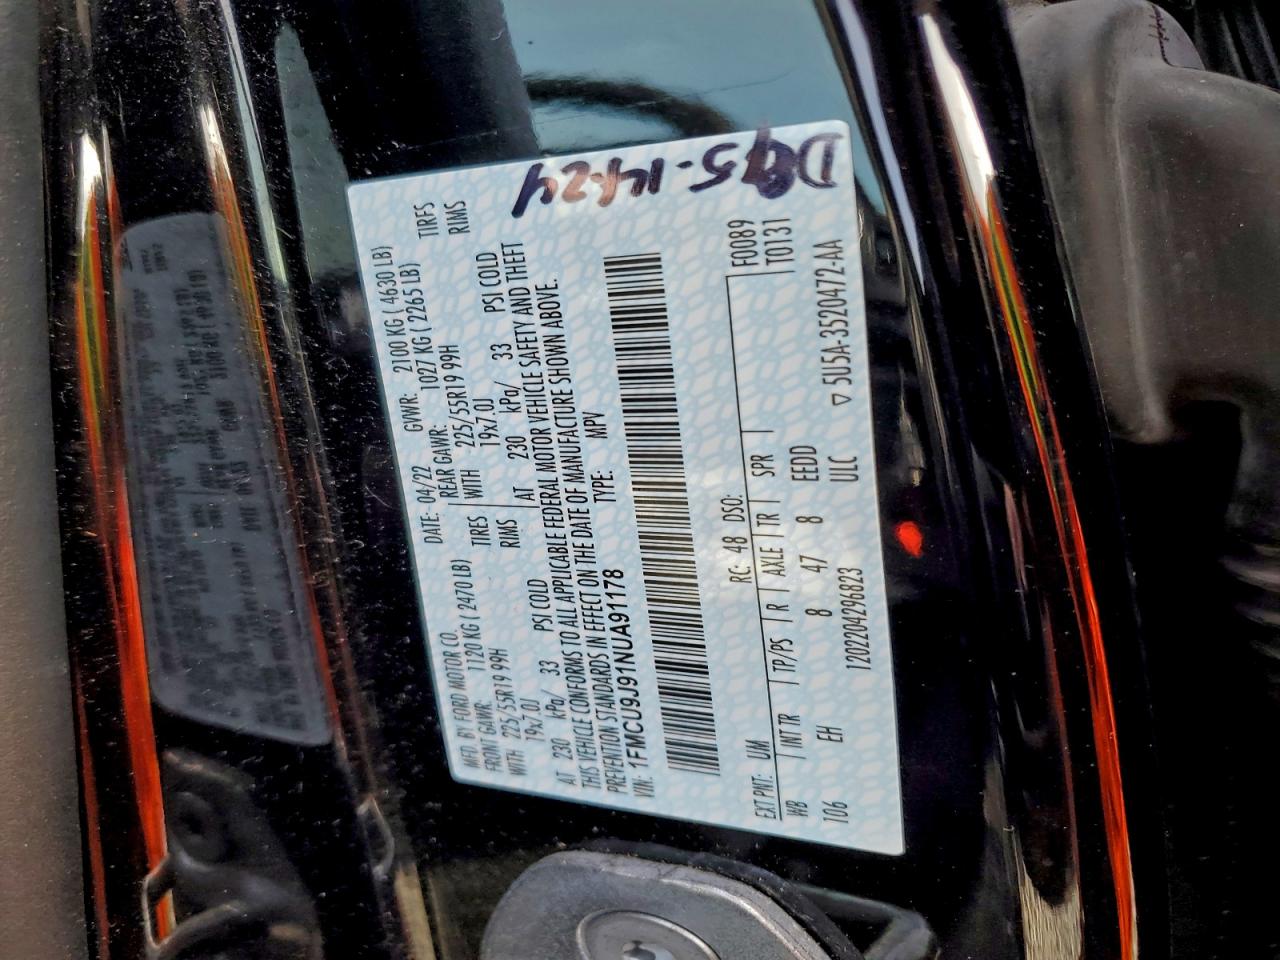 MFD. BY FORD MOTOR CO.
DATE: 04/22 GVWR: 2100 KG ( 4630 LB)
FRONT GAWR: 1120 KG ( 2470 LB) REAR GAWR: 1027 KG ( 2265 LB)
WITH 225/55R19 99H TIRES WITH 225/55R19 99H TIRES
19x7.0J RIMS 19x7.0J RIMS
AT 230 kPa/ 33 PSI COLD AT 230 kPa/ 33 PSI COLD
THIS VEHICLE CONFORMS TO ALL APPLICABLE FEDERAL MOTOR VEHICLE SAFETY AND THEFT
PREVENTION STANDARDS IN EFFECT ON THE DATE OF MANUFACTURE SHOWN ABOVE.
VIN: 1FMCU9J91NUA91178 TYPE: MPV
EXT PNT: UM RC: 48 DSO: F0089
WB INT TR TP/PS R AXLE TR SPR T0131
106 EH 8 47 8 EEDD
12022042968​23 ULC ▽ 5U5A-3520472-AA